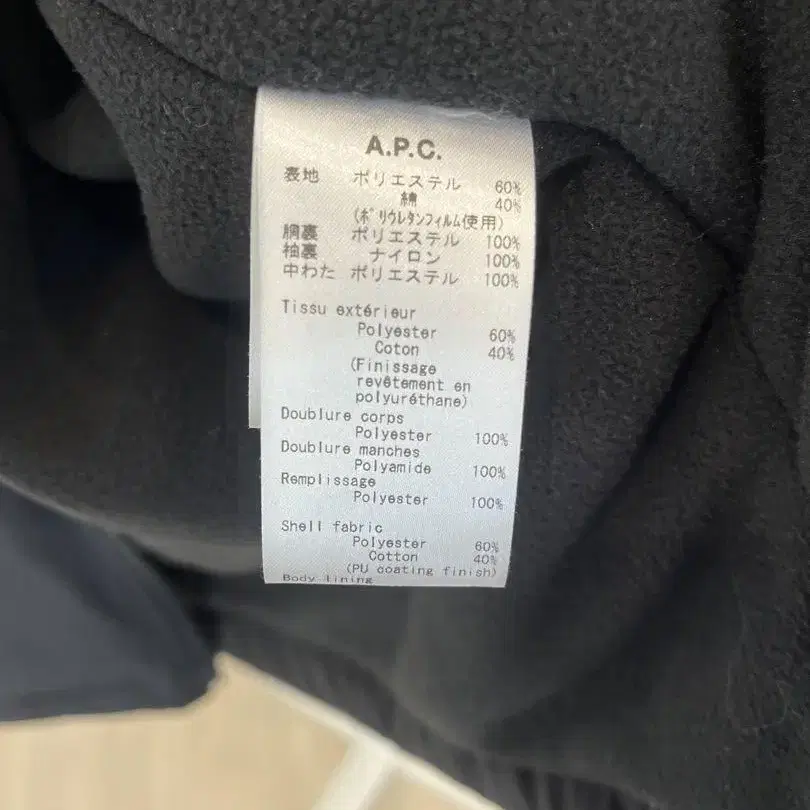 A.P.C.
表地 ポリエステル 60%
綿 40%
(ポリウレタンフィルム使用)
胴裏 ポリエステル 100%
袖裏 ナイロン 100%
中わた ポリエステル 100%
Tissu extérieur
Polyester 60%
Coton 40%
(Finissage
revêtement en
polyuréthane)
Doublure corps
Polyester 100%
Doublure manches
Polyamide 100%
Remplissage
Polyester 100%
Shell fabric
Polyester 60%
Cotton 40%
(PU coating finish)
Body lining